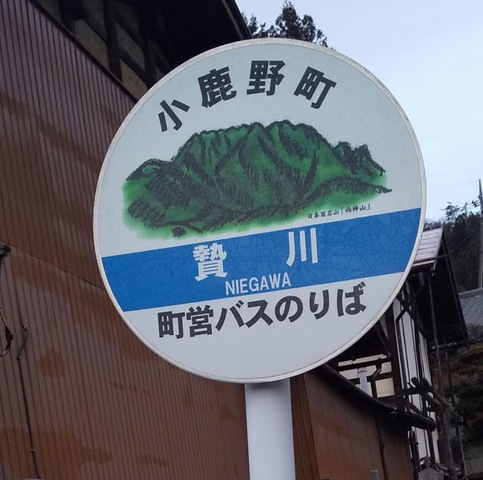 小鹿野町
日本百名山「両神山」
贄川
NIEGAWA
町営バスのりば